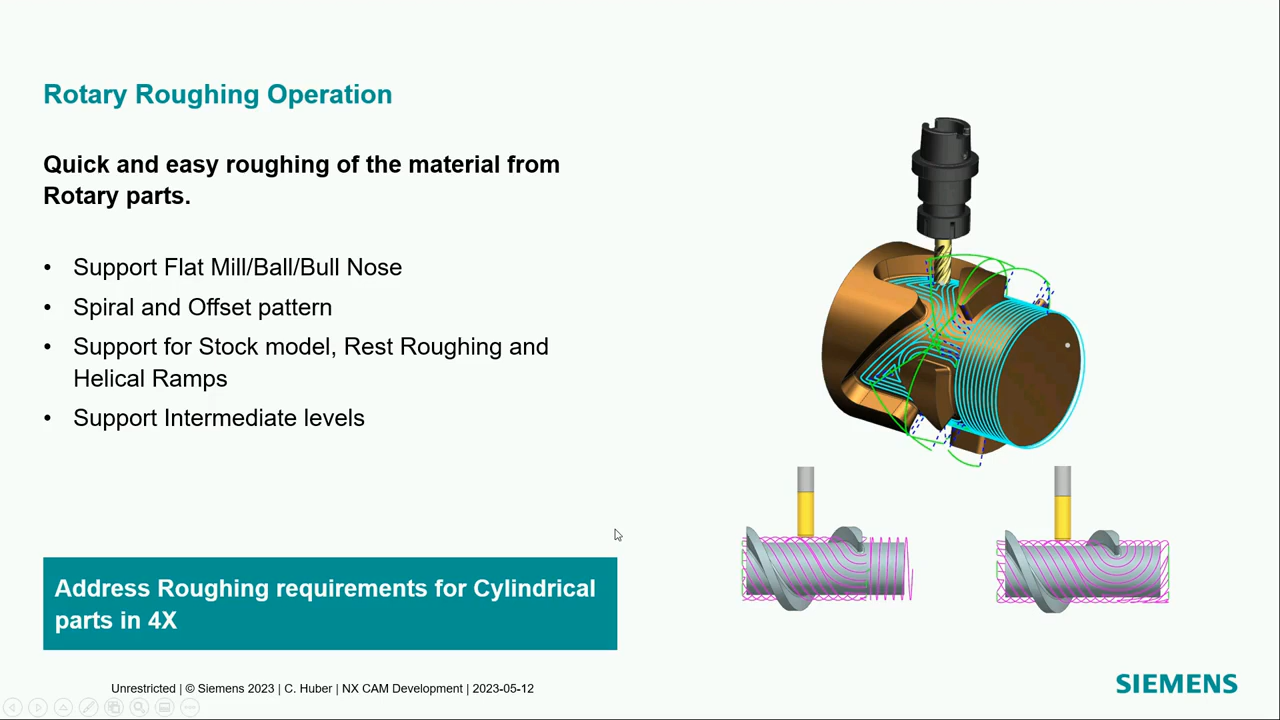 Rotary Roughing Operation
Quick and easy roughing of the material from
Rotary parts.
• Support Flat Mill/Ball/Bull Nose
• Spiral and Offset pattern
• Support for Stock model, Rest Roughing and
Helical Ramps
• Support Intermediate levels
Address Roughing requirements for Cylindrical
parts in 4X
Unrestricted | © Siemens 2023 | C. Huber | NX CAM Development | 2023-05-12
SIEMENS